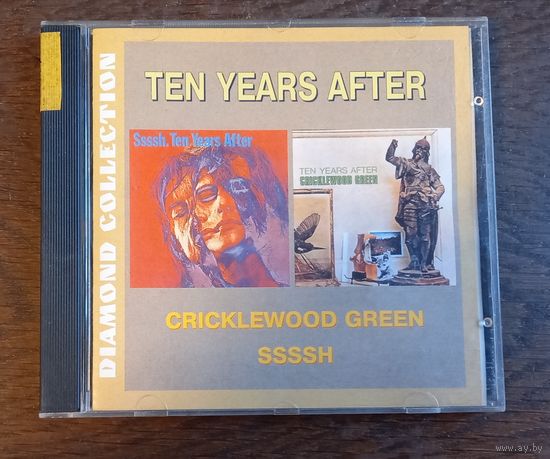 DIAMOND COLLECTION
TEN YEARS AFTER
Ssssh. Ten Years After
TEN YEARS AFTER
CRICKLEWOOD GREEN
CRICKLEWOOD GREEN
SSSSH
www.ay.by